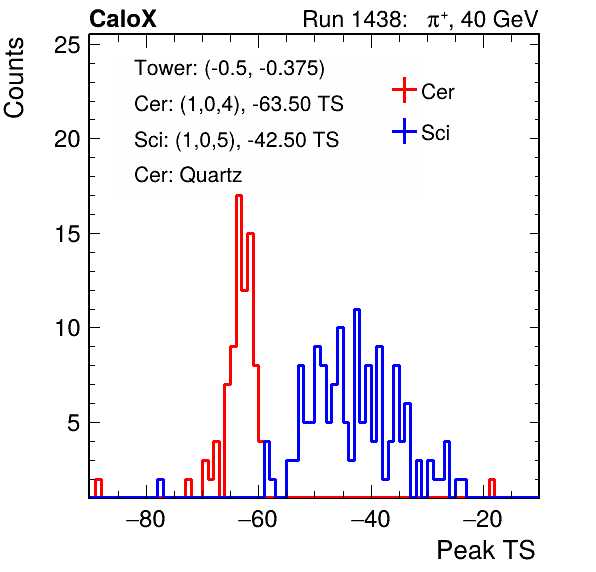 CaloX Run 1438: π⁺, 40 GeV
Counts
25
20
15
10
5
Tower: (-0.5, -0.375)
Cer: (1,0,4), -63.50 TS
Sci: (1,0,5), -42.50 TS
Cer: Quartz
Cer
Sci
−80 −60 −40 −20
Peak TS